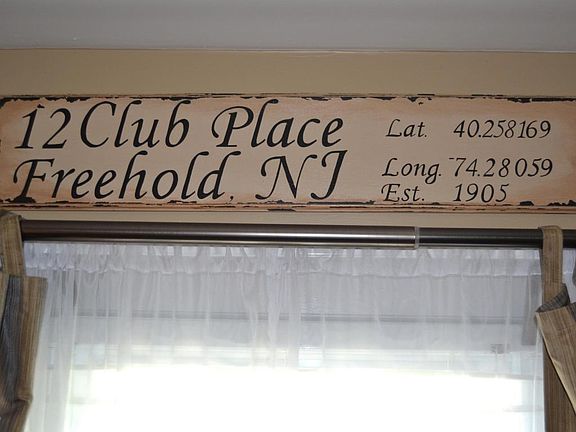 12 Club Place
Freehold, NJ
Lat. 40.258169
Long. -74.28059
Est. 1905